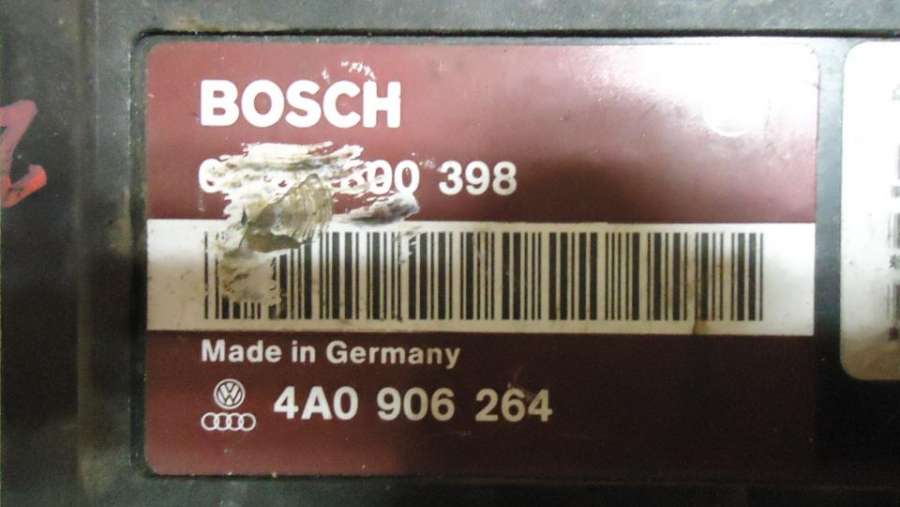 BOSCH
398
Made in Germany
4A0 906 264